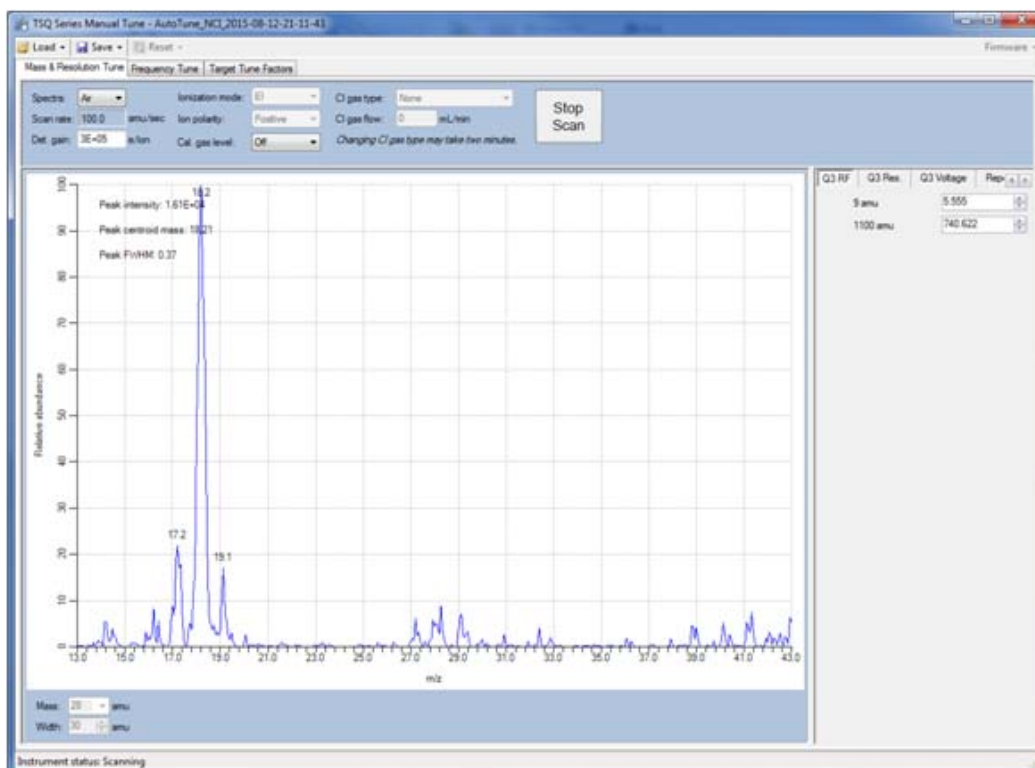 TSQ Series Manual Tune - AutoTune_NCI_2015-08-12-21-11-43
Load Save Reset Firmware
Mass & Resolution Tune Frequency Tune Target Tune Factors
Spectra: Air Ionization mode: EI CI gas type: None
Scan rate: 100.0 amu/sec Ion polarity: Positive CI gas flow: 0 mL/min
Det. gain: 3E+05 e/ion Cal. gas level: Off Changing CI gas type may take two minutes.
Stop
Scan
Q3 RF Q3 Res. Q3 Voltage
9 amu 5.555
1100 amu 740.622
100
90
80
70
60
50
40
30
20
10
0
Relative abundance
18.2
Peak intensity: 1.61E+04
Peak centroid mass: 18.21
Peak FWHM: 0.37
17.2
19.1
13.0 15.0 17.0 19.0 21.0 23.0 25.0 27.0 29.0 31.0 33.0 35.0 37.0 39.0 41.0 43.0
m/z
Mass: 28 amu
Width: 30 amu
Instrument status: Scanning